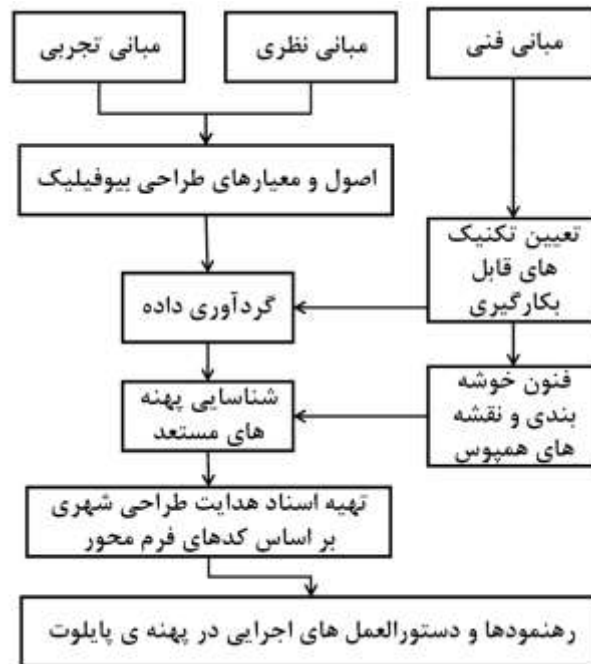 مبانی فنی
مبانی نظری
مبانی تجربی
اصول و معیارهای طراحی بیوفیلیک
تعیین تکنیک
های قابل
بکارگیری
گردآوری داده
فنون خوشه
بندی و نقشه
های همپوس
شناسایی پهنه
های مستعد
تهیه اسناد هدایت طراحی شهری
بر اساس کدهای فرم محور
رهنمودها و دستورالعمل های اجرایی در پهنه ی پایلوت